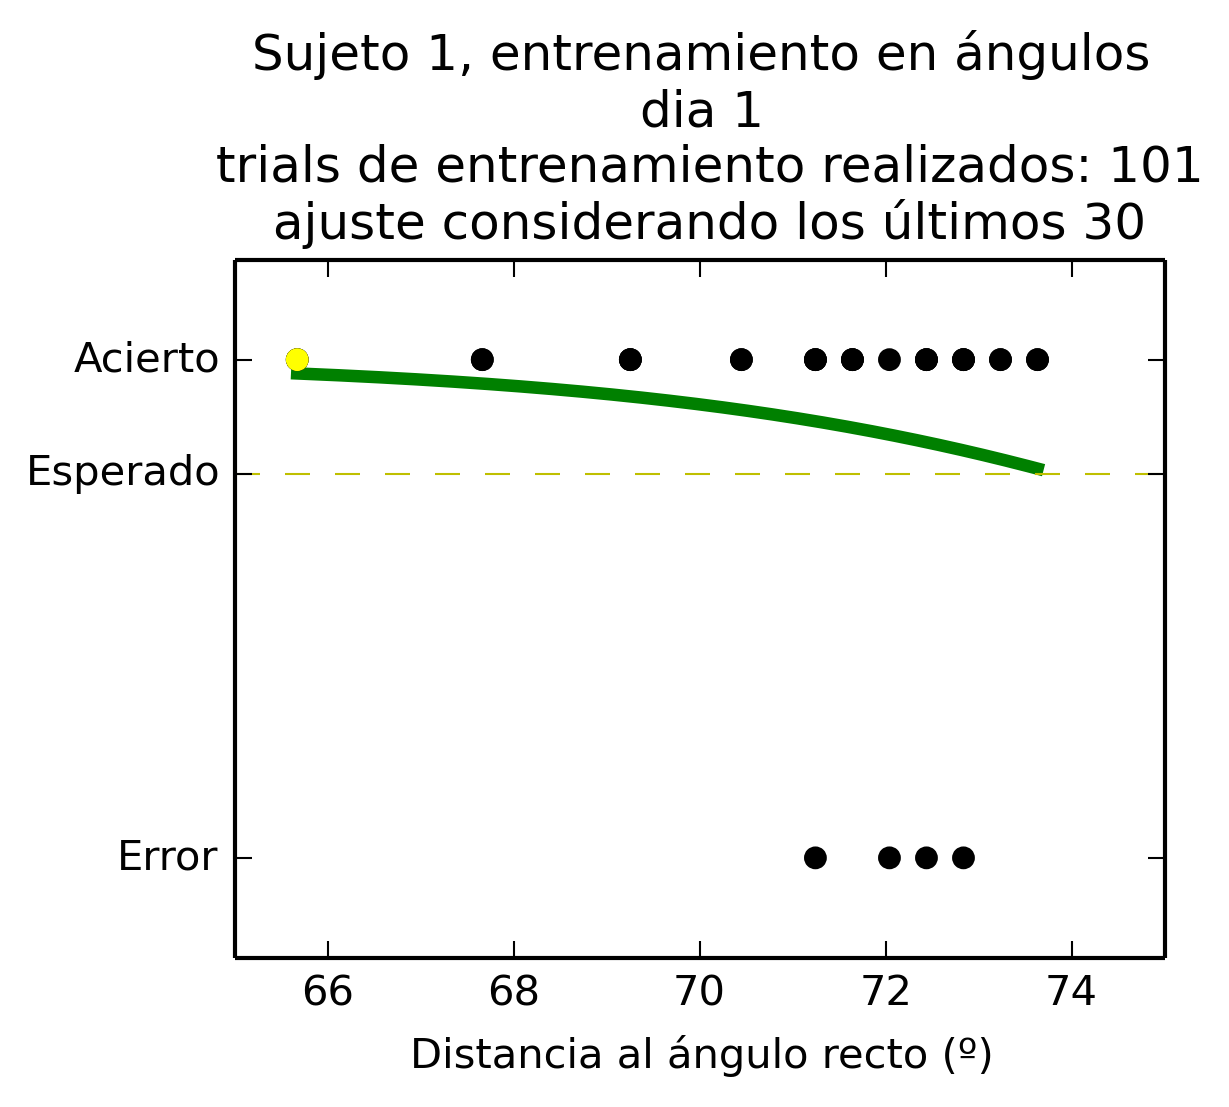 Sujeto 1, entrenamiento en ángulos
dia 1
trials de entrenamiento realizados: 101
ajuste considerando los últimos 30
Acierto
Esperado
Error
66 68 70 72 74
Distancia al ángulo recto (º)